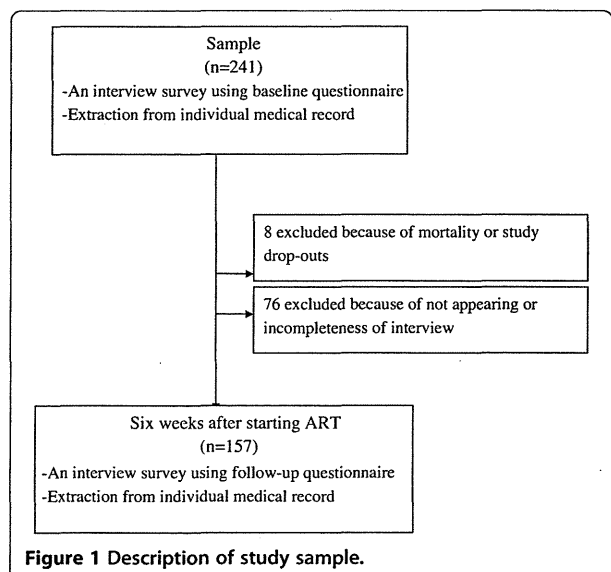 Sample
(n=241)
-An interview survey using baseline questionnaire
-Extraction from individual medical record
8 excluded because of mortality or study
drop-outs
76 excluded because of not appearing or
incompleteness of interview
Six weeks after starting ART
(n=157)
-An interview survey using follow-up questionnaire
-Extraction from individual medical record
Figure 1 Description of study sample.